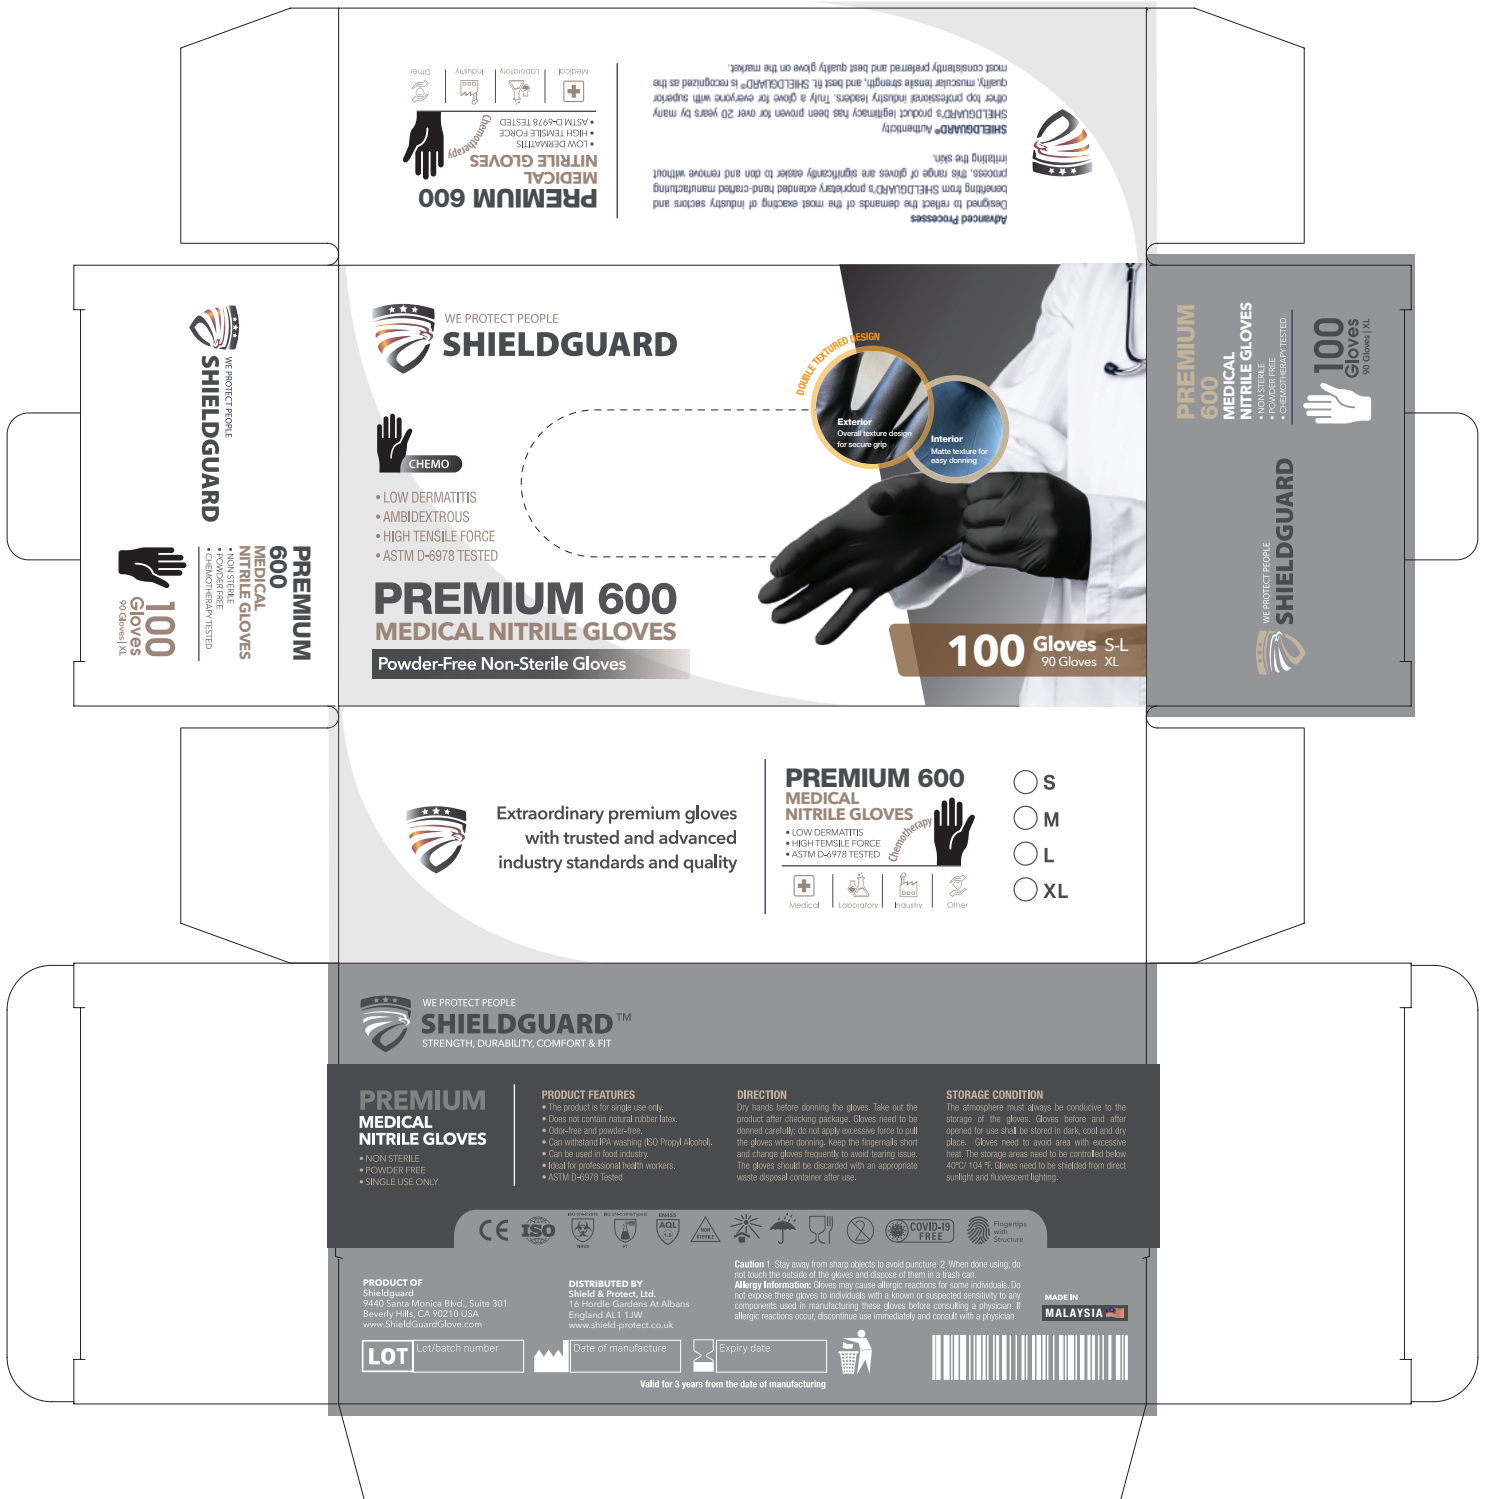 PREMIUM 600
MEDICAL
NITRILE GLOVES
• LOW DERMATITIS
• HIGH TEMSILE FORCE
• ASTM D-6978 TESTED
Chemotherapy
Medical
Laboratory
Industry
Other
Advanced Processes
Designed to reflect the demands of the most exacting of industry sectors and
benefiting from SHIELDGUARD's proprietary extended hand-crafted manufacturing
process, this range of gloves are significantly easier to don and remove without
irritating the skin.
SHIELDGUARD® Authenticity
SHIELDGUARD'S product legitimacy has been proven for over 20 years by many
other top professional industry leaders. Truly a glove for everyone with superior
quality, muscular tensile strength, and best fit. SHIELDGUARD® is recognized as the
most consistently preferred and best quality glove on the market.
WE PROTECT PEOPLE
SHIELDGUARD
PREMIUM
600
MEDICAL
NITRILE GLOVES
• NON STERILE
• POWDER FREE
• CHEMOTHERAPY TESTED
100
Gloves
90 Gloves | XL
WE PROTECT PEOPLE
SHIELDGUARD
CHEMO
• LOW DERMATITIS
• AMBIDEXTROUS
• HIGH TENSILE FORCE
• ASTM D-6978 TESTED
PREMIUM 600
MEDICAL NITRILE GLOVES
Powder-Free Non-Sterile Gloves
DOUBLE TEXTURED DESIGN
Exterior
Overall texture design
for secure grip
Interior
Matte texture for
easy donning
100 Gloves S-L
90 Gloves XL
PREMIUM
600
MEDICAL
NITRILE GLOVES
• NON STERILE
• POWDER FREE
• CHEMOTHERAPY TESTED
100
Gloves
90 Gloves | XL
WE PROTECT PEOPLE
SHIELDGUARD
Extraordinary premium gloves
with trusted and advanced
industry standards and quality
PREMIUM 600
MEDICAL
NITRILE GLOVES
• LOW DERMATITIS
• HIGH TEMSILE FORCE
• ASTM D-6978 TESTED
Chemotherapy
Medical
Laboratory
Industry
Other
S
M
L
XL
WE PROTECT PEOPLE
SHIELDGUARD™
STRENGTH, DURABILITY, COMFORT & FIT
PREMIUM
MEDICAL
NITRILE GLOVES
• NON STERILE
• POWDER FREE
• SINGLE USE ONLY
PRODUCT FEATURES
• The product is for single use only.
• Does not contain natural rubber latex.
• Odor-free and powder-free.
• Can withstand IPA washing (ISO Propyl Alcohol).
• Can be used in food industry.
• Ideal for professional health workers.
• ASTM D-6978 Tested
DIRECTION
Dry hands before donning the gloves. Take out the
product after checking package. Gloves need to be
donned carefully; do not apply excessive force to pull
the gloves when donning. Keep the fingernails short
and change gloves frequently to avoid tearing issue.
The gloves should be discarded with an appropriate
waste disposal container after use.
STORAGE CONDITION
The atmosphere must always be conducive to the
storage of the gloves. Gloves before and after
opened for use shall be stored in dark, cool and dry
place. Gloves need to avoid area with excessive
heat. The storage areas need to be controlled below
40ºC/ 104 ºF. Gloves need to be shielded from direct
sunlight and fluorescent lighting.
CE
ISO
VIRUS
EN455
AQL
1.5
NON
STERILE
2
COVID-19
FREE
Fingertips
with
Structure
PRODUCT OF
Shieldguard
9440 Santa Monica Blvd., Suite 301
Beverly Hills, CA 90210 USA
www.ShieldGuardGlove.com
DISTRIBUTED BY
Shield & Protect, Ltd.
16 Hordle Gardens At Albans
England AL1 1JW
www.shield-protect.co.uk
Caution 1. Stay away from sharp objects to avoid puncture. 2. When done using, do
not touch the outside of the gloves and dispose of them in a trash can.
Allergy Information: Gloves may cause allergic reactions for some individuals. Do
not expose these gloves to individuals with a known or suspected sensitivity to any
components used in manufacturing these gloves before consulting a physician. If
allergic reactions occur, discontinue use immediately and consult with a physician.
MADE IN
MALAYSIA
LOT
Lot/batch number
Date of manufacture
Expiry date
Valid for 3 years from the date of manufacturing